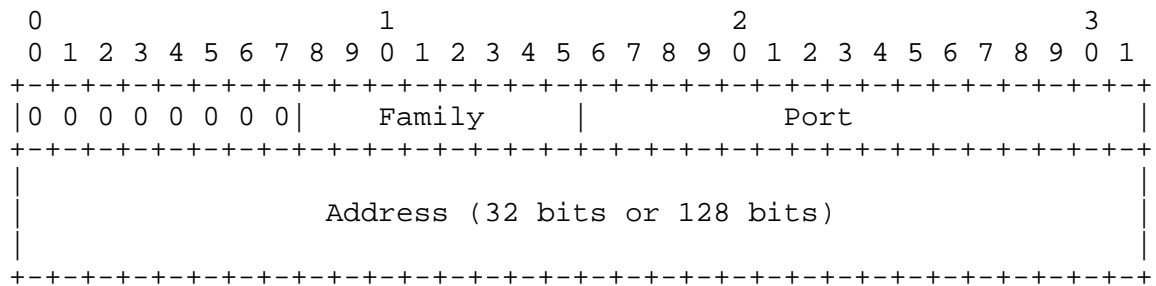 0                   1                   2                   3
 0 1 2 3 4 5 6 7 8 9 0 1 2 3 4 5 6 7 8 9 0 1 2 3 4 5 6 7 8 9 0 1
+-+-+-+-+-+-+-+-+-+-+-+-+-+-+-+-+-+-+-+-+-+-+-+-+-+-+-+-+-+-+-+-+
|0 0 0 0 0 0 0 0|    Family     |           Port                |
+-+-+-+-+-+-+-+-+-+-+-+-+-+-+-+-+-+-+-+-+-+-+-+-+-+-+-+-+-+-+-+-+
|                                                               |
|                 Address (32 bits or 128 bits)                 |
|                                                               |
+-+-+-+-+-+-+-+-+-+-+-+-+-+-+-+-+-+-+-+-+-+-+-+-+-+-+-+-+-+-+-+-+